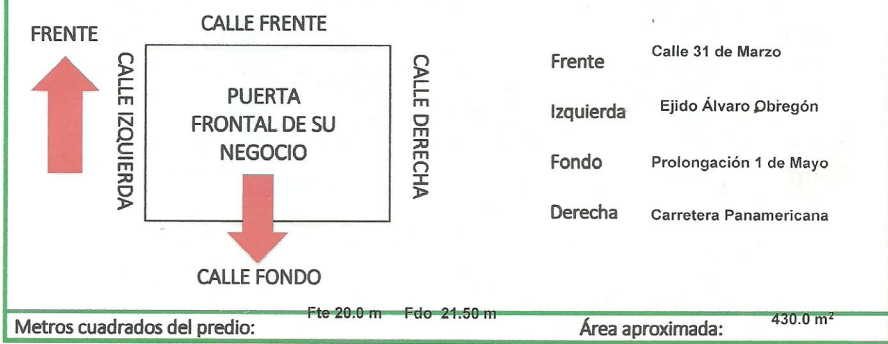 FRENTE
CALLE FRENTE
CALLE IZQUIERDA
PUERTA
FRONTAL DE SU
NEGOCIO
CALLE DERECHA
CALLE FONDO
Frente Calle 31 de Marzo
Izquierda Ejido Álvaro Obregón
Fondo Prolongación 1 de Mayo
Derecha Carretera Panamericana
Metros cuadrados del predio: Fte 20.0 m Fdo 21.50 m Área aproximada: 430.0 m²